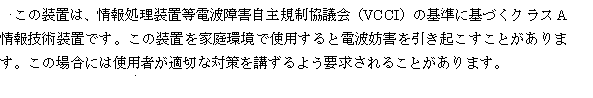 この装置は、情報処理装置等電波障害自主規制協議会（VCCI）の基準に基づくクラスA
情報技術装置です。この装置を家庭環境で使用すると電波妨害を引き起こすことがありま
す。この場合には使用者が適切な対策を講ずるよう要求されることがあります。